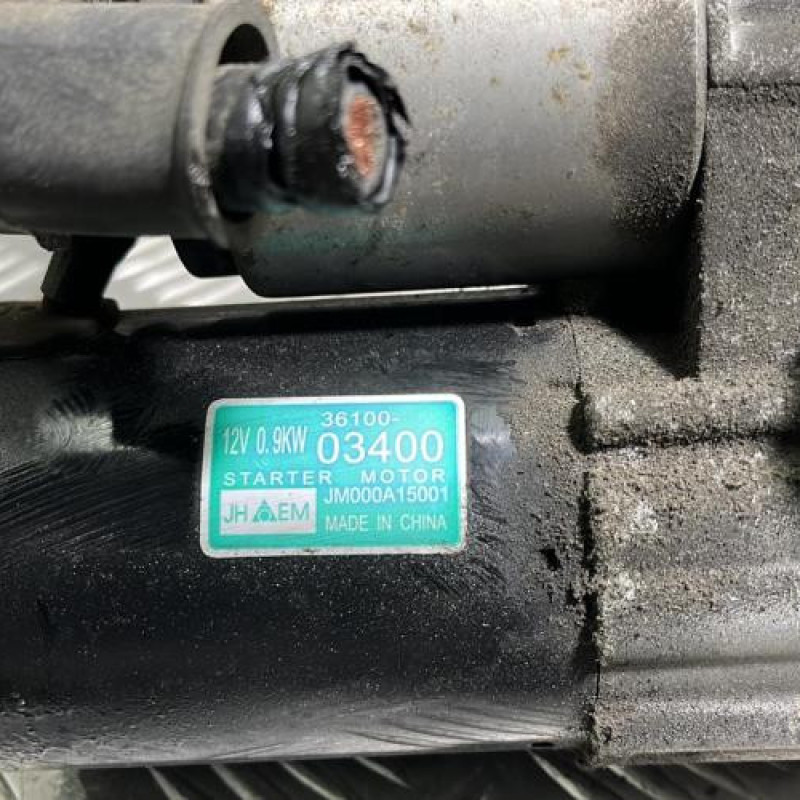 36100-
12V 0.9KW 03400
STARTER MOTOR
JM000A15001
JH EM
MADE IN CHINA